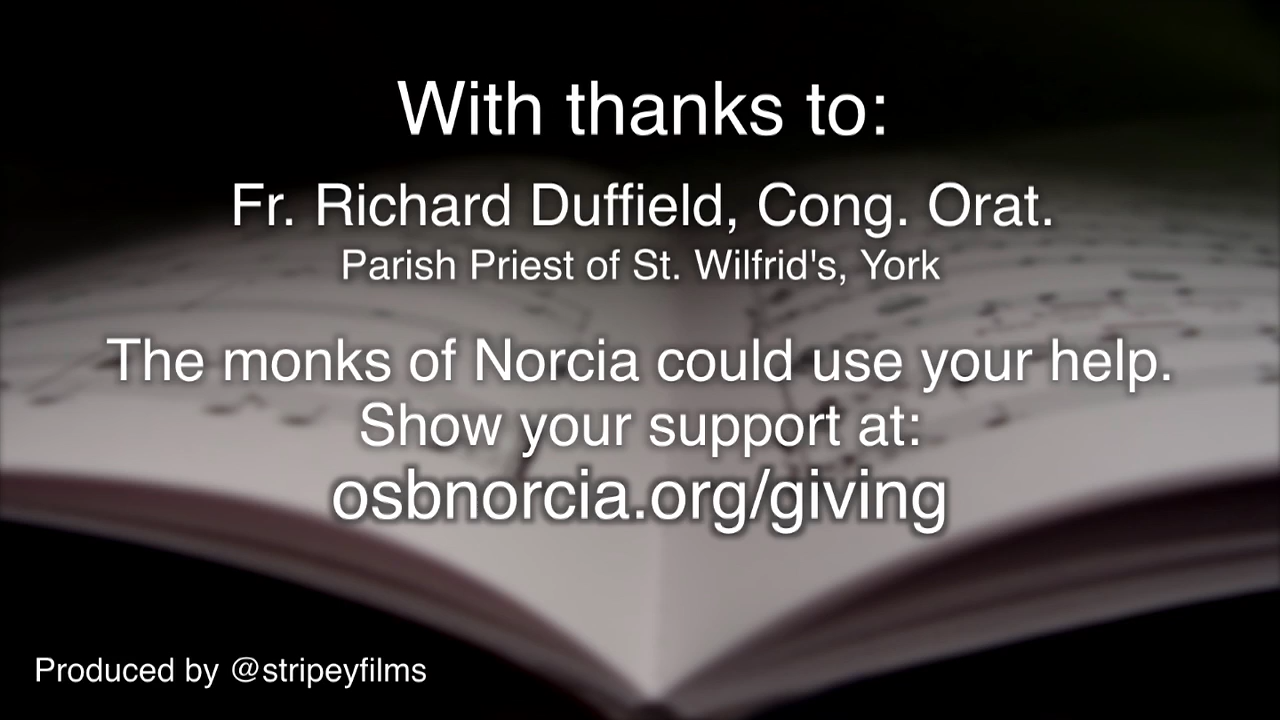 With thanks to:
Fr. Richard Duffield, Cong. Orat.
Parish Priest of St. Wilfrid's, York
The monks of Norcia could use your help.
Show your support at:
osbnorcia.org/giving
Produced by @stripeyfilms